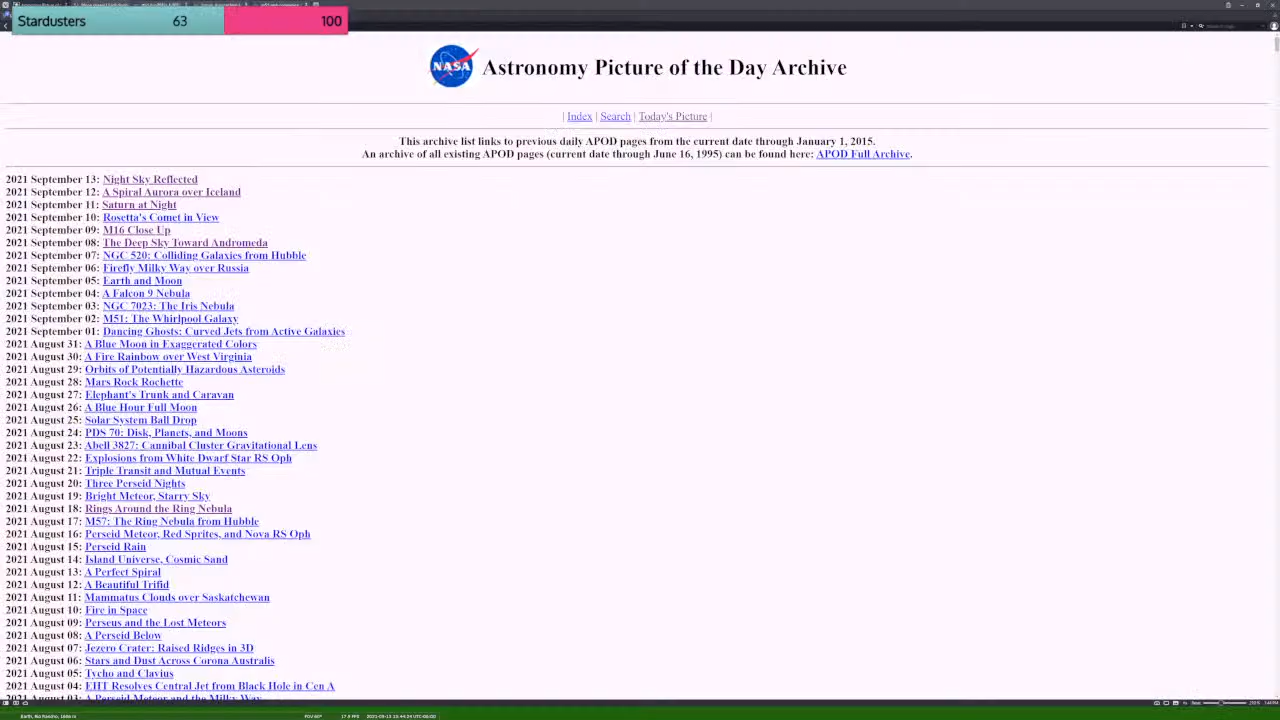 Stardusters 63 100
NASA
Astronomy Picture of the Day Archive
| Index | Search | Today's Picture |
This archive list links to previous daily APOD pages from the current date through January 1, 2015.
An archive of all existing APOD pages (current date through June 16, 1995) can be found here: APOD Full Archive.
2021 September 13: Night Sky Reflected
2021 September 12: A Spiral Aurora over Iceland
2021 September 11: Saturn at Night
2021 September 10: Rosetta's Comet in View
2021 September 09: M16 Close Up
2021 September 08: The Deep Sky Toward Andromeda
2021 September 07: NGC 520: Colliding Galaxies from Hubble
2021 September 06: Firefly Milky Way over Russia
2021 September 05: Earth and Moon
2021 September 04: A Falcon 9 Nebula
2021 September 03: NGC 7023: The Iris Nebula
2021 September 02: M51: The Whirlpool Galaxy
2021 September 01: Dancing Ghosts: Curved Jets from Active Galaxies
2021 August 31: A Blue Moon in Exaggerated Colors
2021 August 30: A Fire Rainbow over West Virginia
2021 August 29: Orbits of Potentially Hazardous Asteroids
2021 August 28: Mars Rock Rochette
2021 August 27: Elephant's Trunk and Caravan
2021 August 26: A Blue Hour Full Moon
2021 August 25: Solar System Ball Drop
2021 August 24: PDS 70: Disk, Planets, and Moons
2021 August 23: Abell 3827: Cannibal Cluster Gravitational Lens
2021 August 22: Explosions from White Dwarf Star RS Oph
2021 August 21: Triple Transit and Mutual Events
2021 August 20: Three Perseid Nights
2021 August 19: Bright Meteor, Starry Sky
2021 August 18: Rings Around the Ring Nebula
2021 August 17: M57: The Ring Nebula from Hubble
2021 August 16: Perseid Meteor, Red Sprites, and Nova RS Oph
2021 August 15: Perseid Rain
2021 August 14: Island Universe, Cosmic Sand
2021 August 13: A Perfect Spiral
2021 August 12: A Beautiful Trifid
2021 August 11: Mammatus Clouds over Saskatchewan
2021 August 10: Fire in Space
2021 August 09: Perseus and the Lost Meteors
2021 August 08: A Perseid Below
2021 August 07: Jezero Crater: Raised Ridges in 3D
2021 August 06: Stars and Dust Across Corona Australis
2021 August 05: Tycho and Clavius
2021 August 04: EHT Resolves Central Jet from Black Hole in Cen A
2021 August 03: A Perseid Meteor and the Milky Way